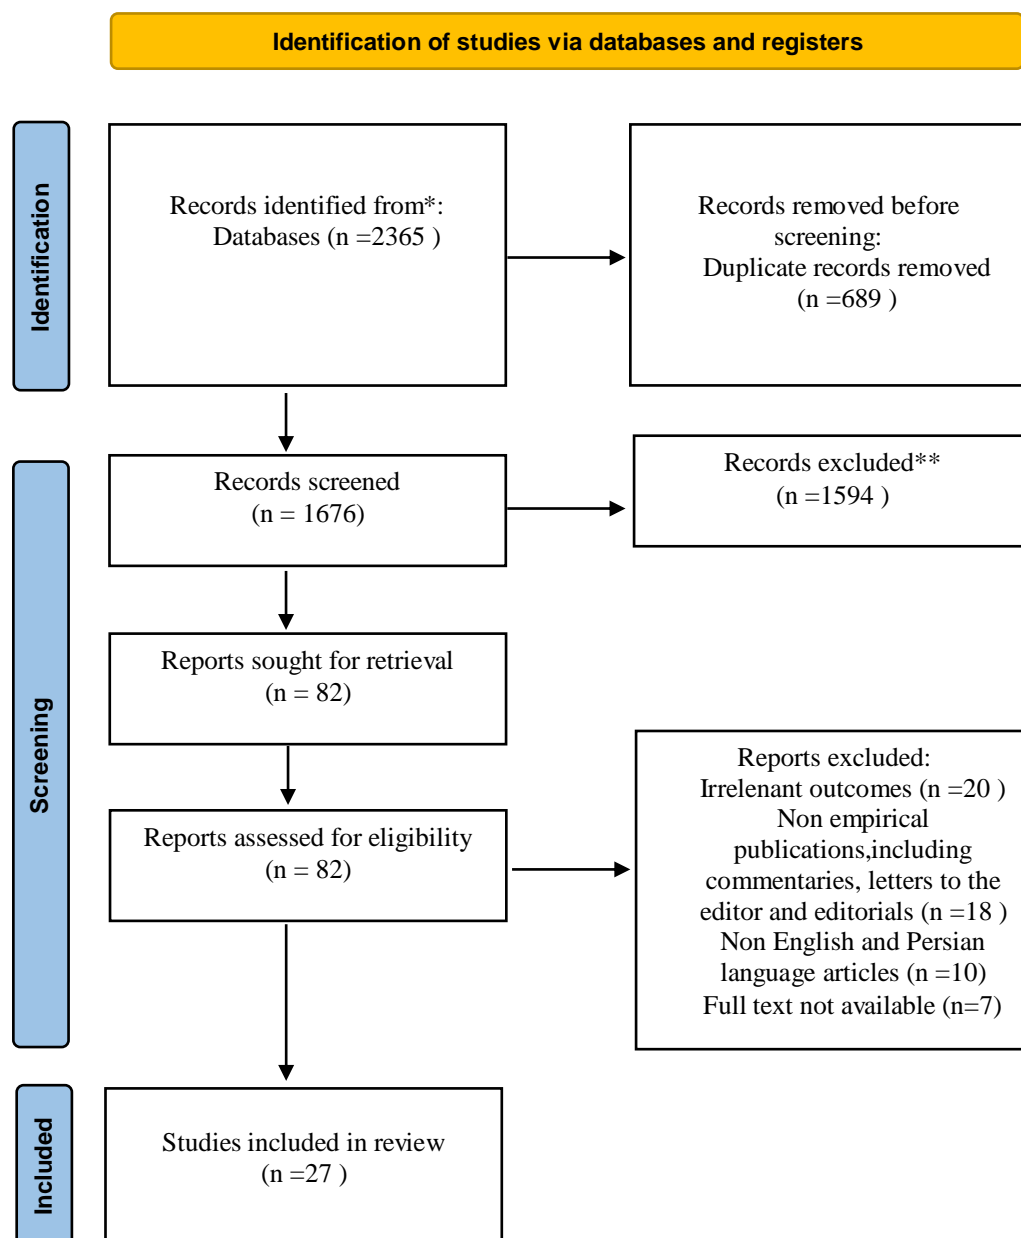 Identification of studies via databases and registers
Identification
Records identified from*:
Databases (n =2365 )
Records removed before
screening:
Duplicate records removed
(n =689 )
Screening
Records screened
(n = 1676)
Records excluded**
(n =1594 )
Reports sought for retrieval
(n = 82)
Reports assessed for eligibility
(n = 82)
Reports excluded:
Irrelenant outcomes (n =20 )
Non empirical
publications,including
commentaries, letters to the
editor and editorials (n =18 )
Non English and Persian
language articles (n =10)
Full text not available (n=7)
Included
Studies included in review
(n =27 )